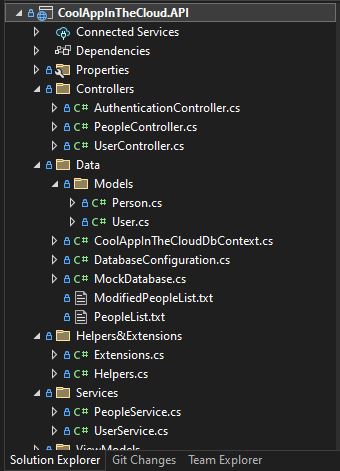 CoolAppInTheCloud.API
Connected Services
Dependencies
Properties
Controllers
C# AuthenticationController.cs
C# PeopleController.cs
C# UserController.cs
Data
Models
C# Person.cs
C# User.cs
C# CoolAppInTheCloudDbContext.cs
C# DatabaseConfiguration.cs
C# MockDatabase.cs
ModifiedPeopleList.txt
PeopleList.txt
Helpers&Extensions
C# Extensions.cs
C# Helpers.cs
Services
C# PeopleService.cs
C# UserService.cs
ViewModels
Solution Explorer Git Changes Team Explorer